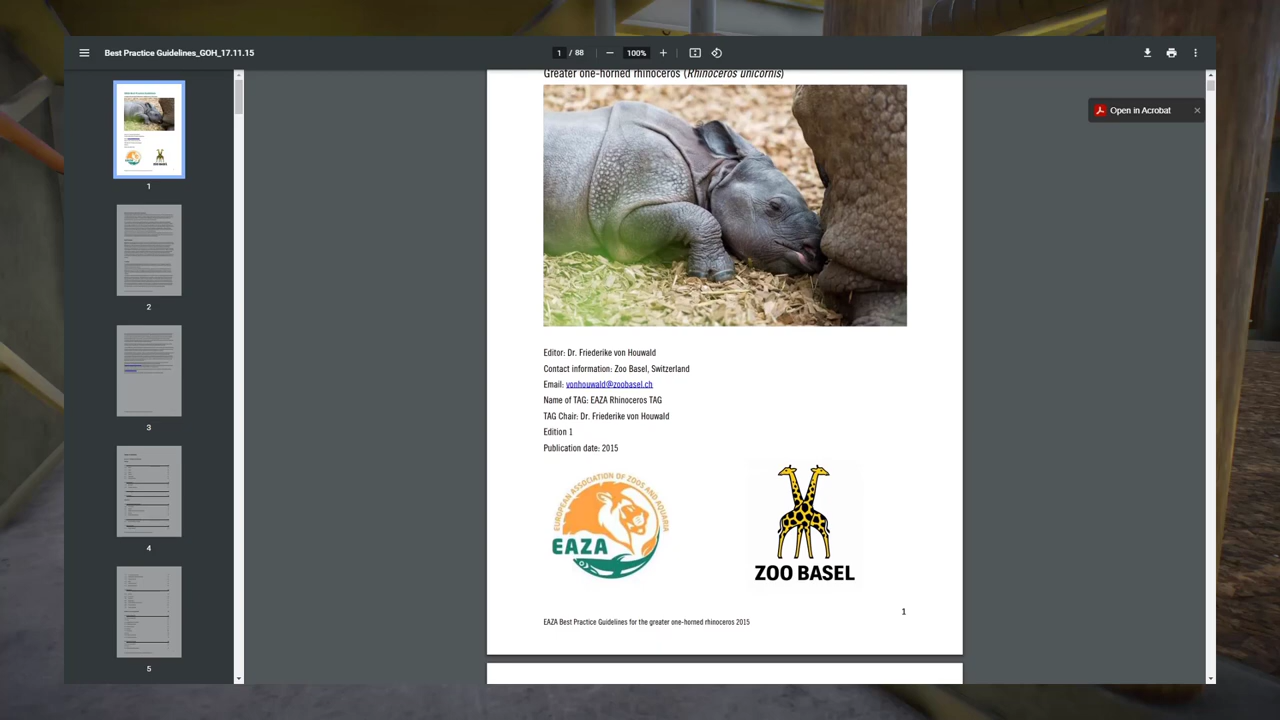 Best Practice Guidelines_GOH_17.11.15
1 / 88
100%
Open in Acrobat
1
2
3
4
5
Greater one-horned rhinoceros (Rhinoceros unicornis)
Editor: Dr. Friederike von Houwald
Contact information: Zoo Basel, Switzerland
Email: vonhouwald@zoobasel.ch
Name of TAG: EAZA Rhinoceros TAG
TAG Chair: Dr. Friederike von Houwald
Edition 1
Publication date: 2015
EUROPEAN ASSOCIATION OF ZOOS AND AQUARIA
EAZA
ZOO BASEL
1
EAZA Best Practice Guidelines for the greater one-horned rhinoceros 2015